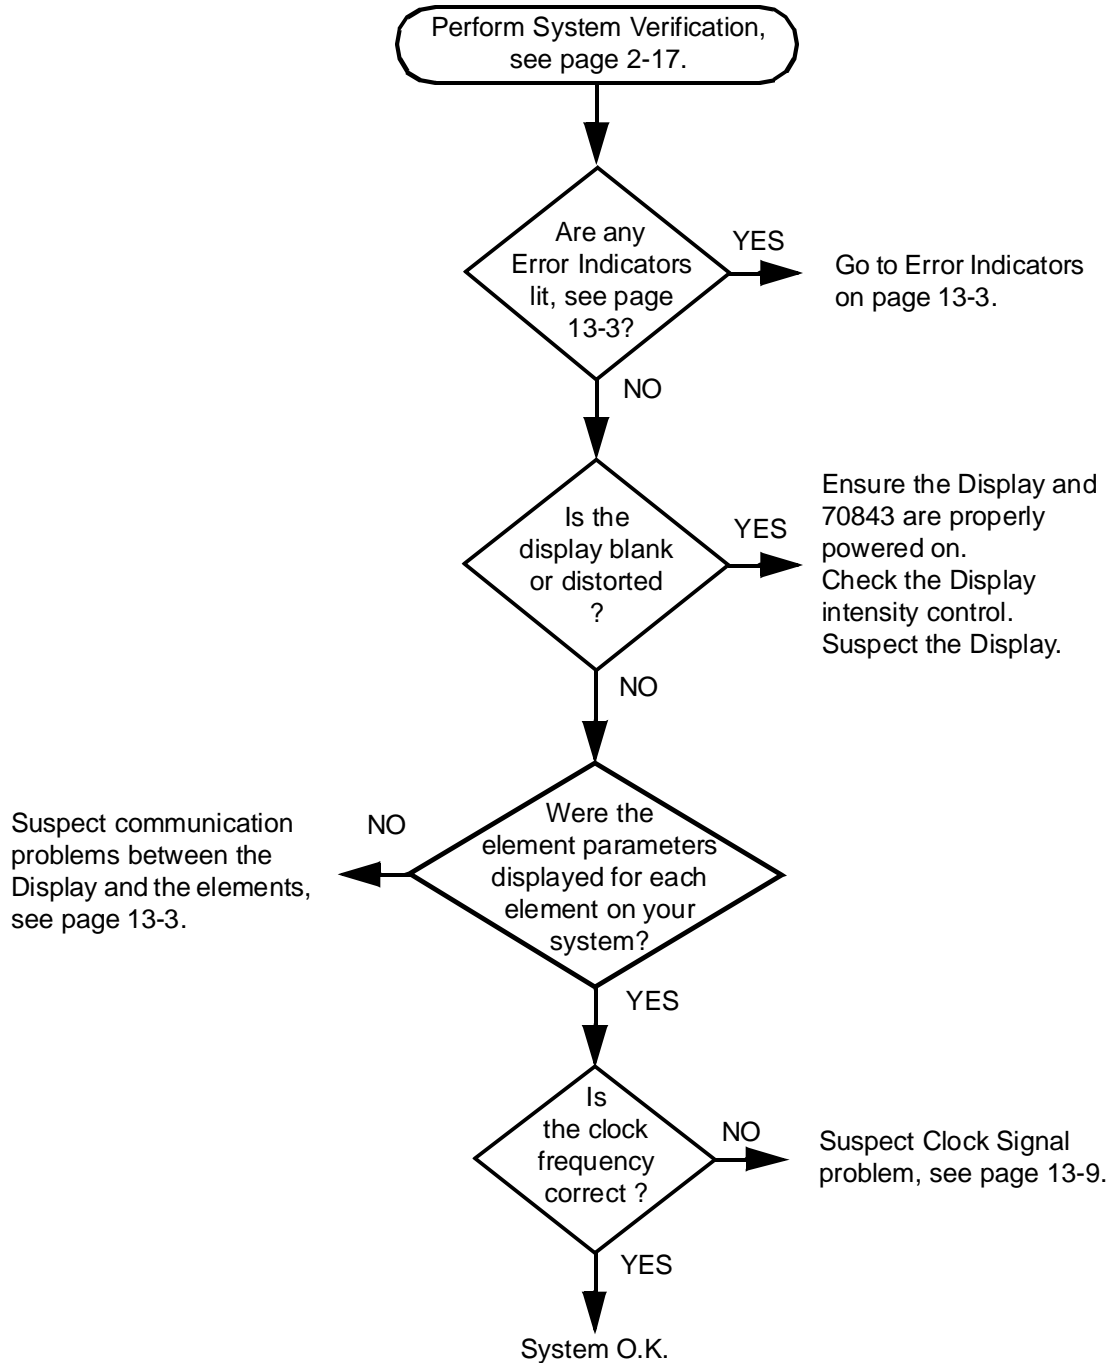 Perform System Verification,
see page 2-17.
Are any
Error Indicators
lit, see page
13-3?
YES
Go to Error Indicators
on page 13-3.
NO
Is the
display blank
or distorted
?
YES
Ensure the Display and
70843 are properly
powered on.
Check the Display
intensity control.
Suspect the Display.
NO
Were the
element parameters
displayed for each
element on your
system?
NO
Suspect communication
problems between the
Display and the elements,
see page 13-3.
YES
Is
the clock
frequency
correct ?
NO
Suspect Clock Signal
problem, see page 13-9.
YES
System O.K.